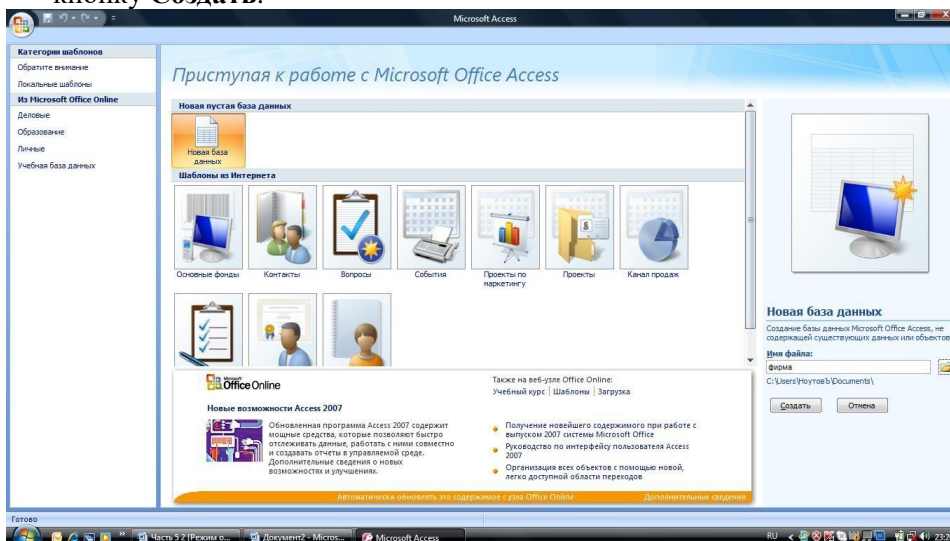 кнопку Создать.
Microsoft Access
Категории шаблонов
Обратите внимание
Локальные шаблоны
Из Microsoft Office Online
Деловые
Образование
Личные
Учебная база данных
Приступая к работе с Microsoft Office Access
Новая пустая база данных
Новая база
данных
Шаблоны из Интернета
Основные фонды
Контакты
Вопросы
События
Проекты по
маркетингу
Проекты
Канал продаж
Microsoft
Office Online
Новые возможности Access 2007
Обновленная программа Access 2007 содержит
мощные средства, которые позволяют быстро
отслеживать данные, работать с ними совместно
и создавать отчеты в управляемой среде.
Дополнительные сведения о новых
возможностях и улучшениях.
Также на веб-узле Office Online:
Учебный курс | Шаблоны | Загрузка
Получение новейшего содержимого при работе с
выпуском 2007 системы Microsoft Office
Руководство по интерфейсу пользователя Access
2007
Организация всех объектов с помощью новой,
легко доступной области переходов
Автоматически обновлять это содержимое с узла Office Online
Дополнительные сведения
Новая база данных
Создание базы данных Microsoft Office Access, не
содержащей существующих данных или объектов
Имя файла:
фирма
C:\Users\НоутовЪ\Documents\
Создать
Отмена
Готово
Часть 5 2 [Режим о...
Документ2 - Micros...
Microsoft Access
RU